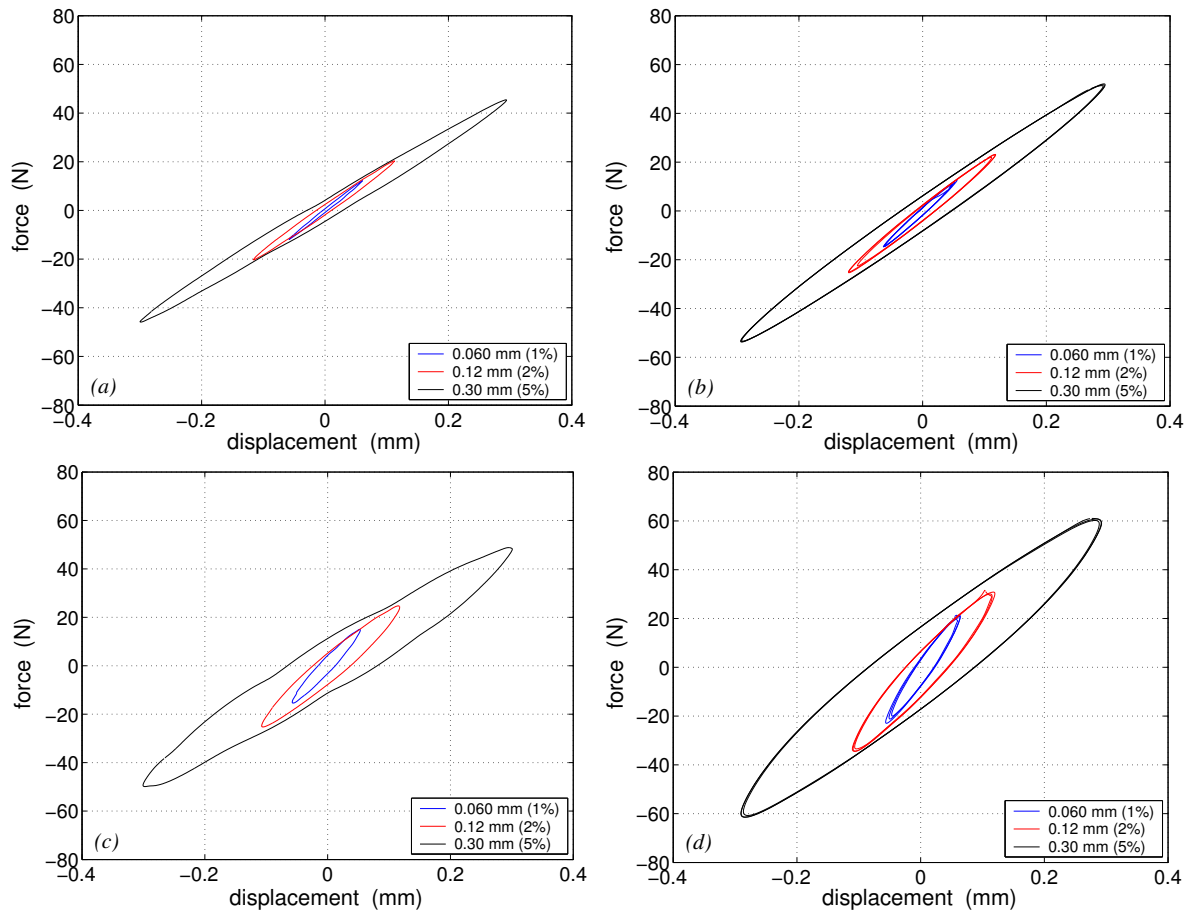 80
60
40
20
0
−20
−40
−60
−80
force (N)
−0.4 −0.2 0 0.2 0.4
displacement (mm)
0.060 mm (1%)
0.12 mm (2%)
0.30 mm (5%)
(a)
80
60
40
20
0
−20
−40
−60
−80
force (N)
−0.4 −0.2 0 0.2 0.4
displacement (mm)
0.060 mm (1%)
0.12 mm (2%)
0.30 mm (5%)
(b)
80
60
40
20
0
−20
−40
−60
−80
force (N)
−0.4 −0.2 0 0.2 0.4
displacement (mm)
0.060 mm (1%)
0.12 mm (2%)
0.30 mm (5%)
(c)
80
60
40
20
0
−20
−40
−60
−80
force (N)
−0.4 −0.2 0 0.2 0.4
displacement (mm)
0.060 mm (1%)
0.12 mm (2%)
0.30 mm (5%)
(d)